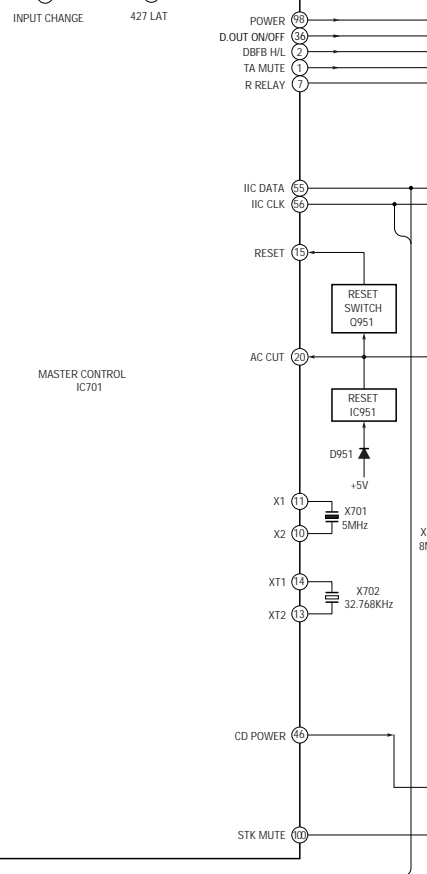 INPUT CHANGE
427 LAT
POWER 98
D.OUT ON/OFF 36
DBFB H/L 2
TA MUTE 1
R RELAY 7
IIC DATA 55
IIC CLK 56
RESET 15
RESET
SWITCH
Q951
AC CUT 20
MASTER CONTROL
IC701
RESET
IC951
D951
+5V
X1 11
X701
5MHz
X2 10
X
8M
XT1 14
X702
32.768KHz
XT2 13
CD POWER 46
STK MUTE 100